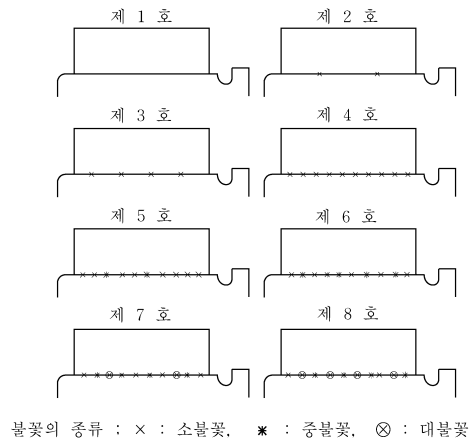 제 1 호
제 2 호
제 3 호
제 4 호
제 5 호
제 6 호
제 7 호
제 8 호
불꽃의 종류 : × : 소불꽃, ⁎ : 중불꽃, ⊗ : 대불꽃